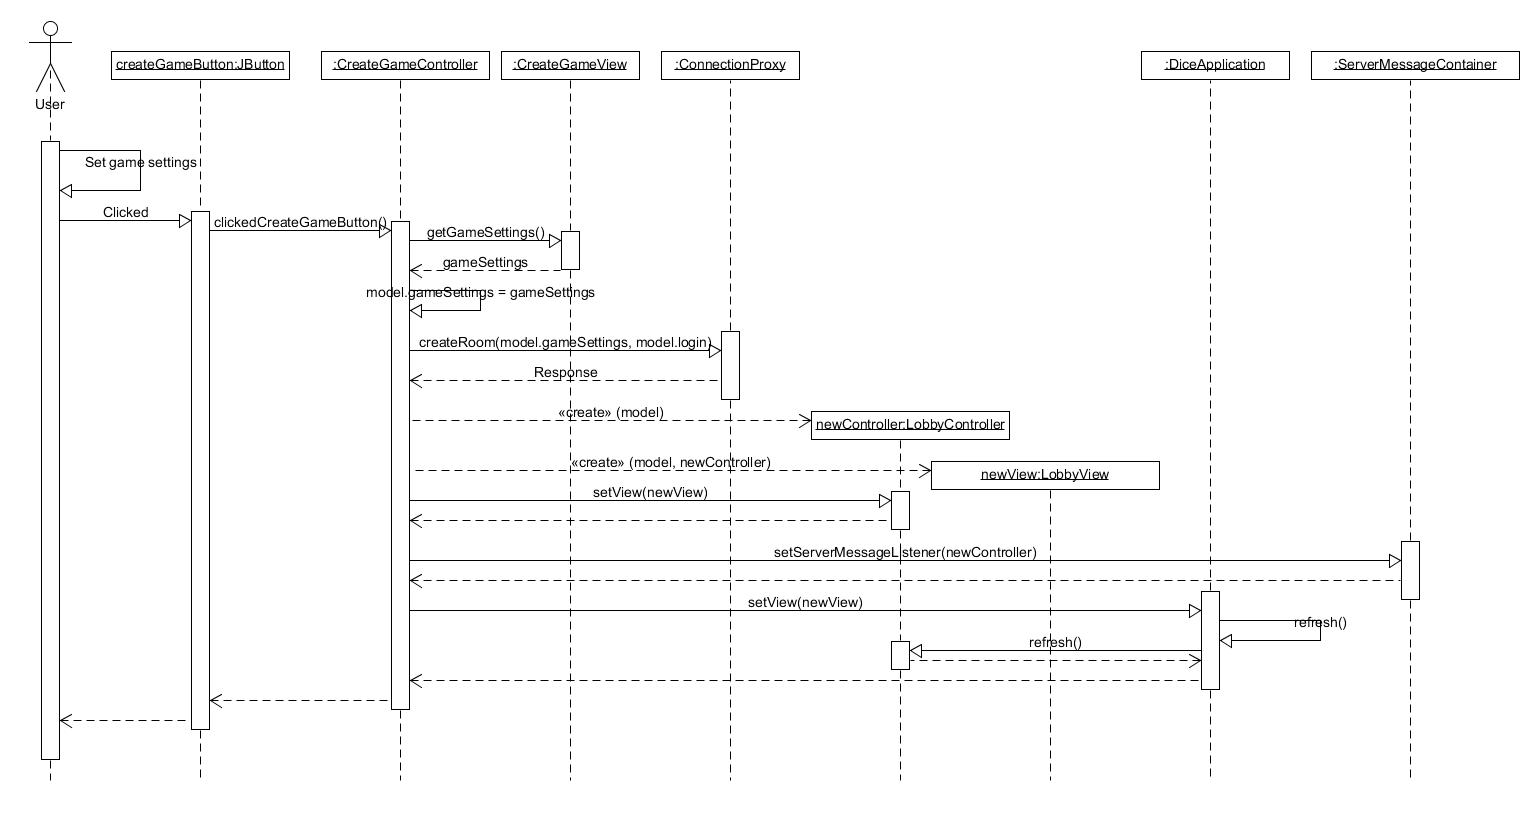 createGameButton:JButton
:CreateGameController
:CreateGameView
:ConnectionProxy
:DiceApplication
:ServerMessageContainer
User
Set game settings
Clicked
clickedCreateGameButton()
getGameSettings()
gameSettings
model.gameSettings = gameSettings
createRoom(model.gameSettings, model.login)
Response
«create» (model)
newController:LobbyController
«create» (model, newController)
newView:LobbyView
setView(newView)
setServerMessageListener(newController)
setView(newView)
refresh()
refresh()